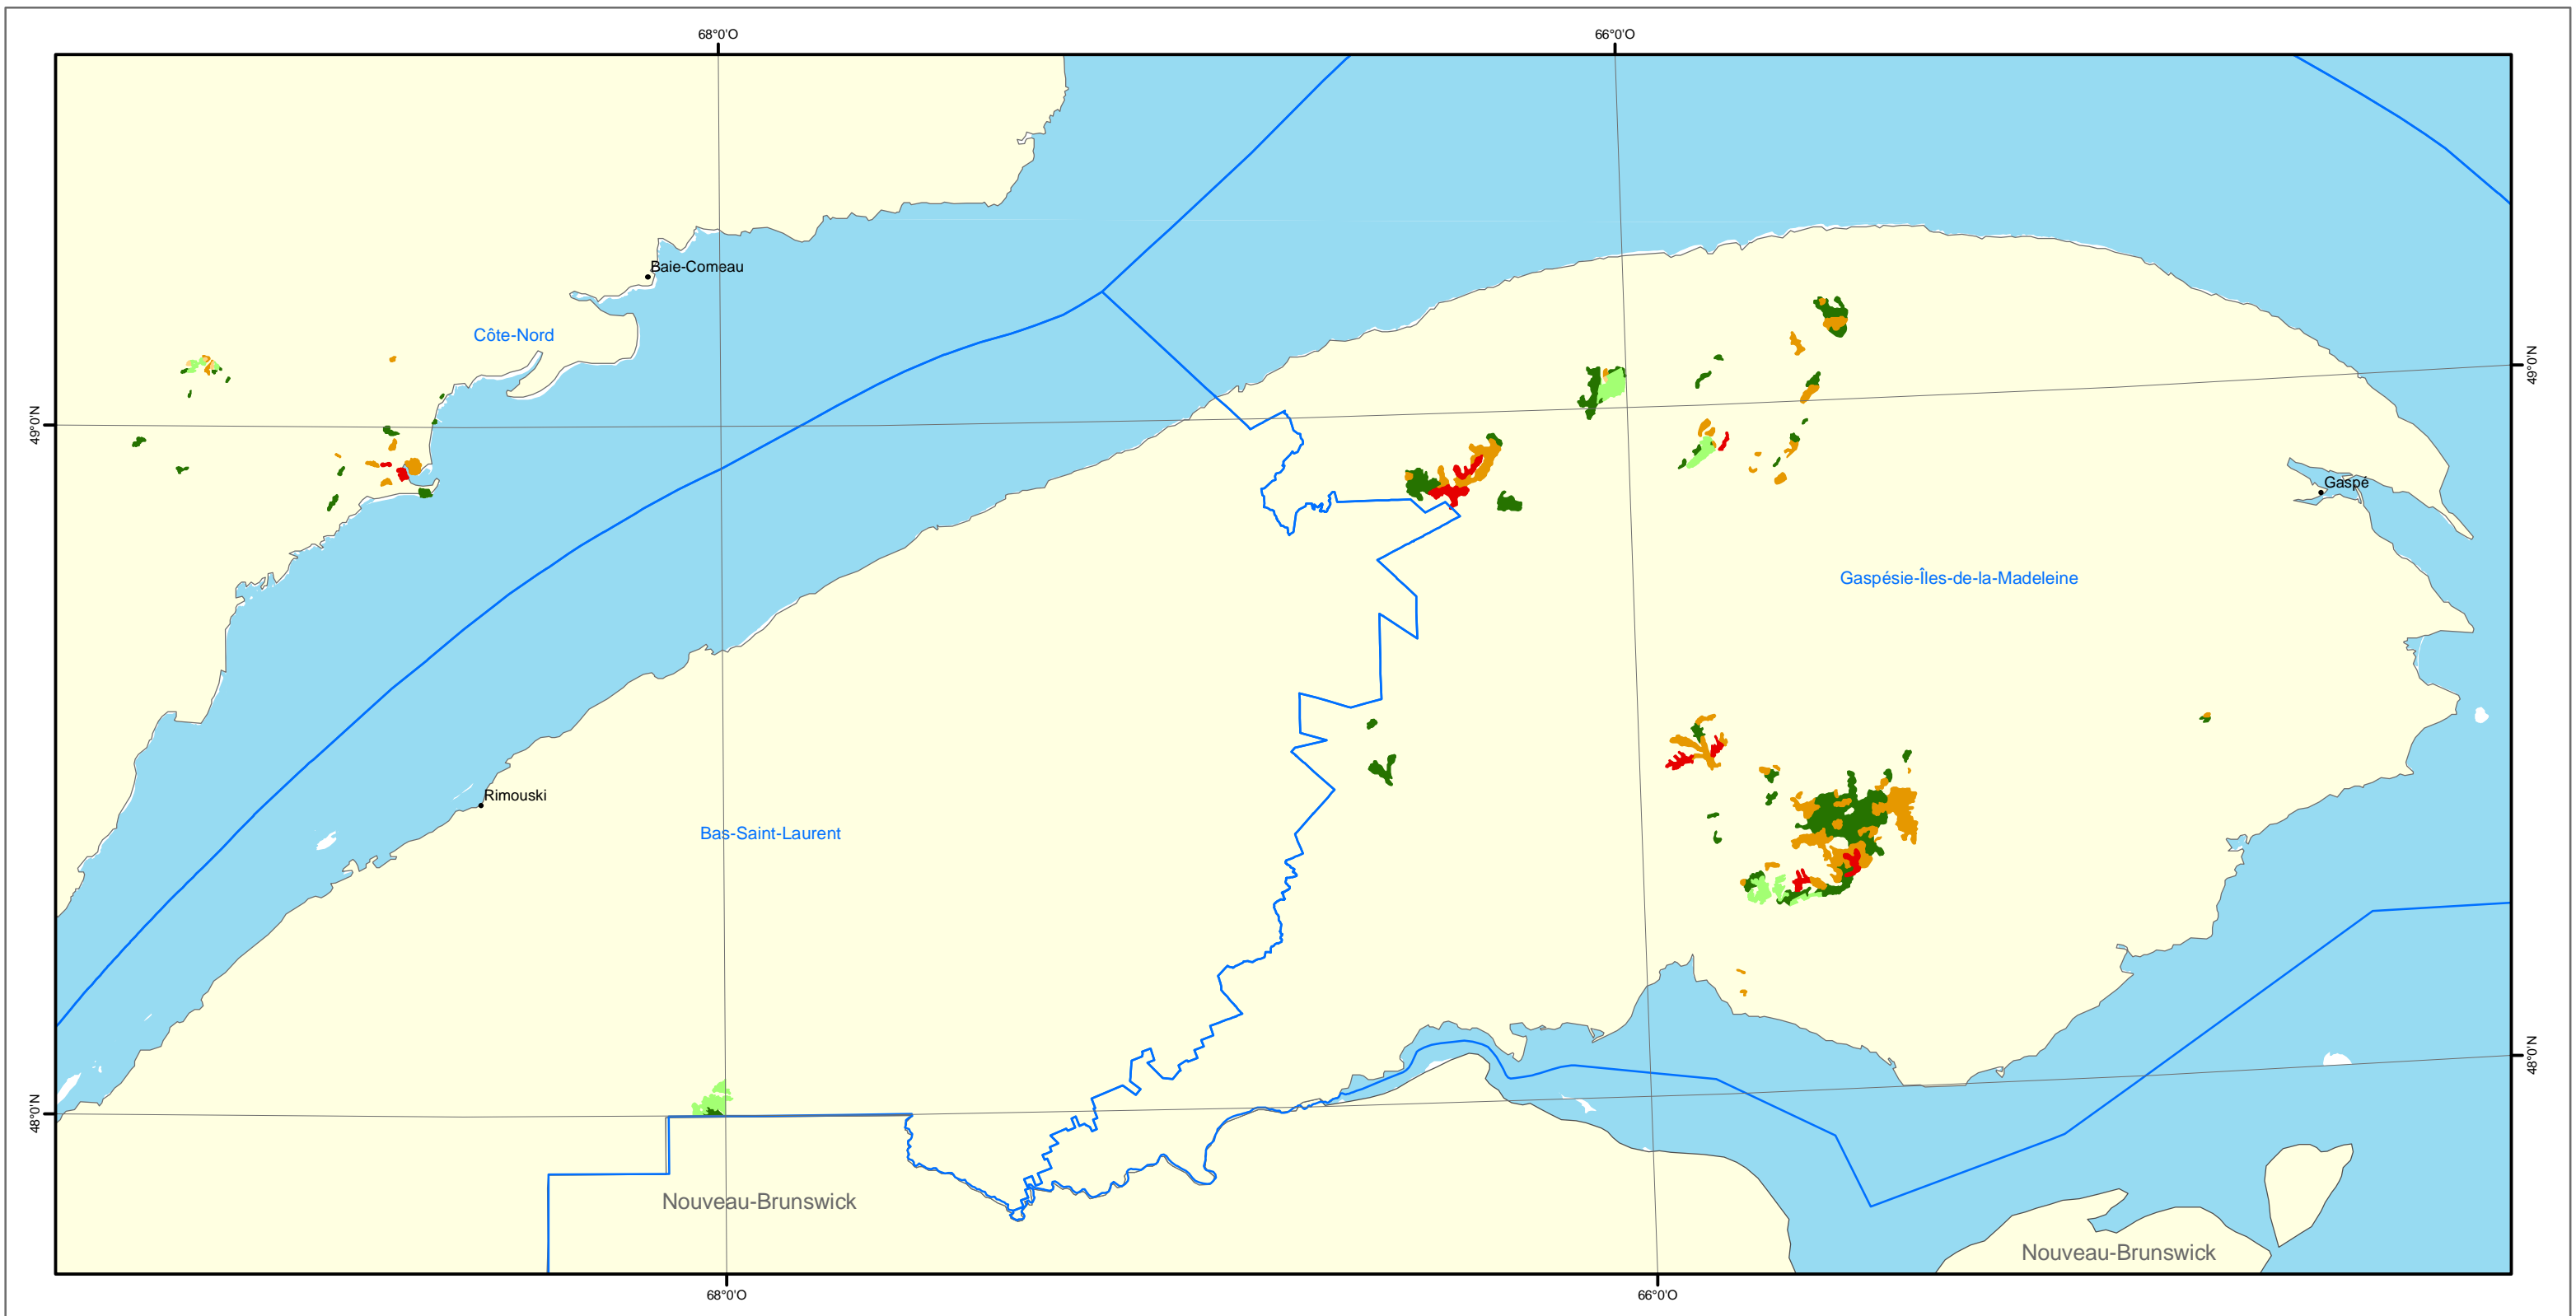 68°0'O
66°0'O
Baie-Comeau
Côte-Nord
49°0'N
49°0'N
Gaspé
Gaspésie-Îles-de-la-Madeleine
Rimouski
Bas-Saint-Laurent
48°0'N
48°0'N
Nouveau-Brunswick
Nouveau-Brunswick
68°0'O
66°0'O